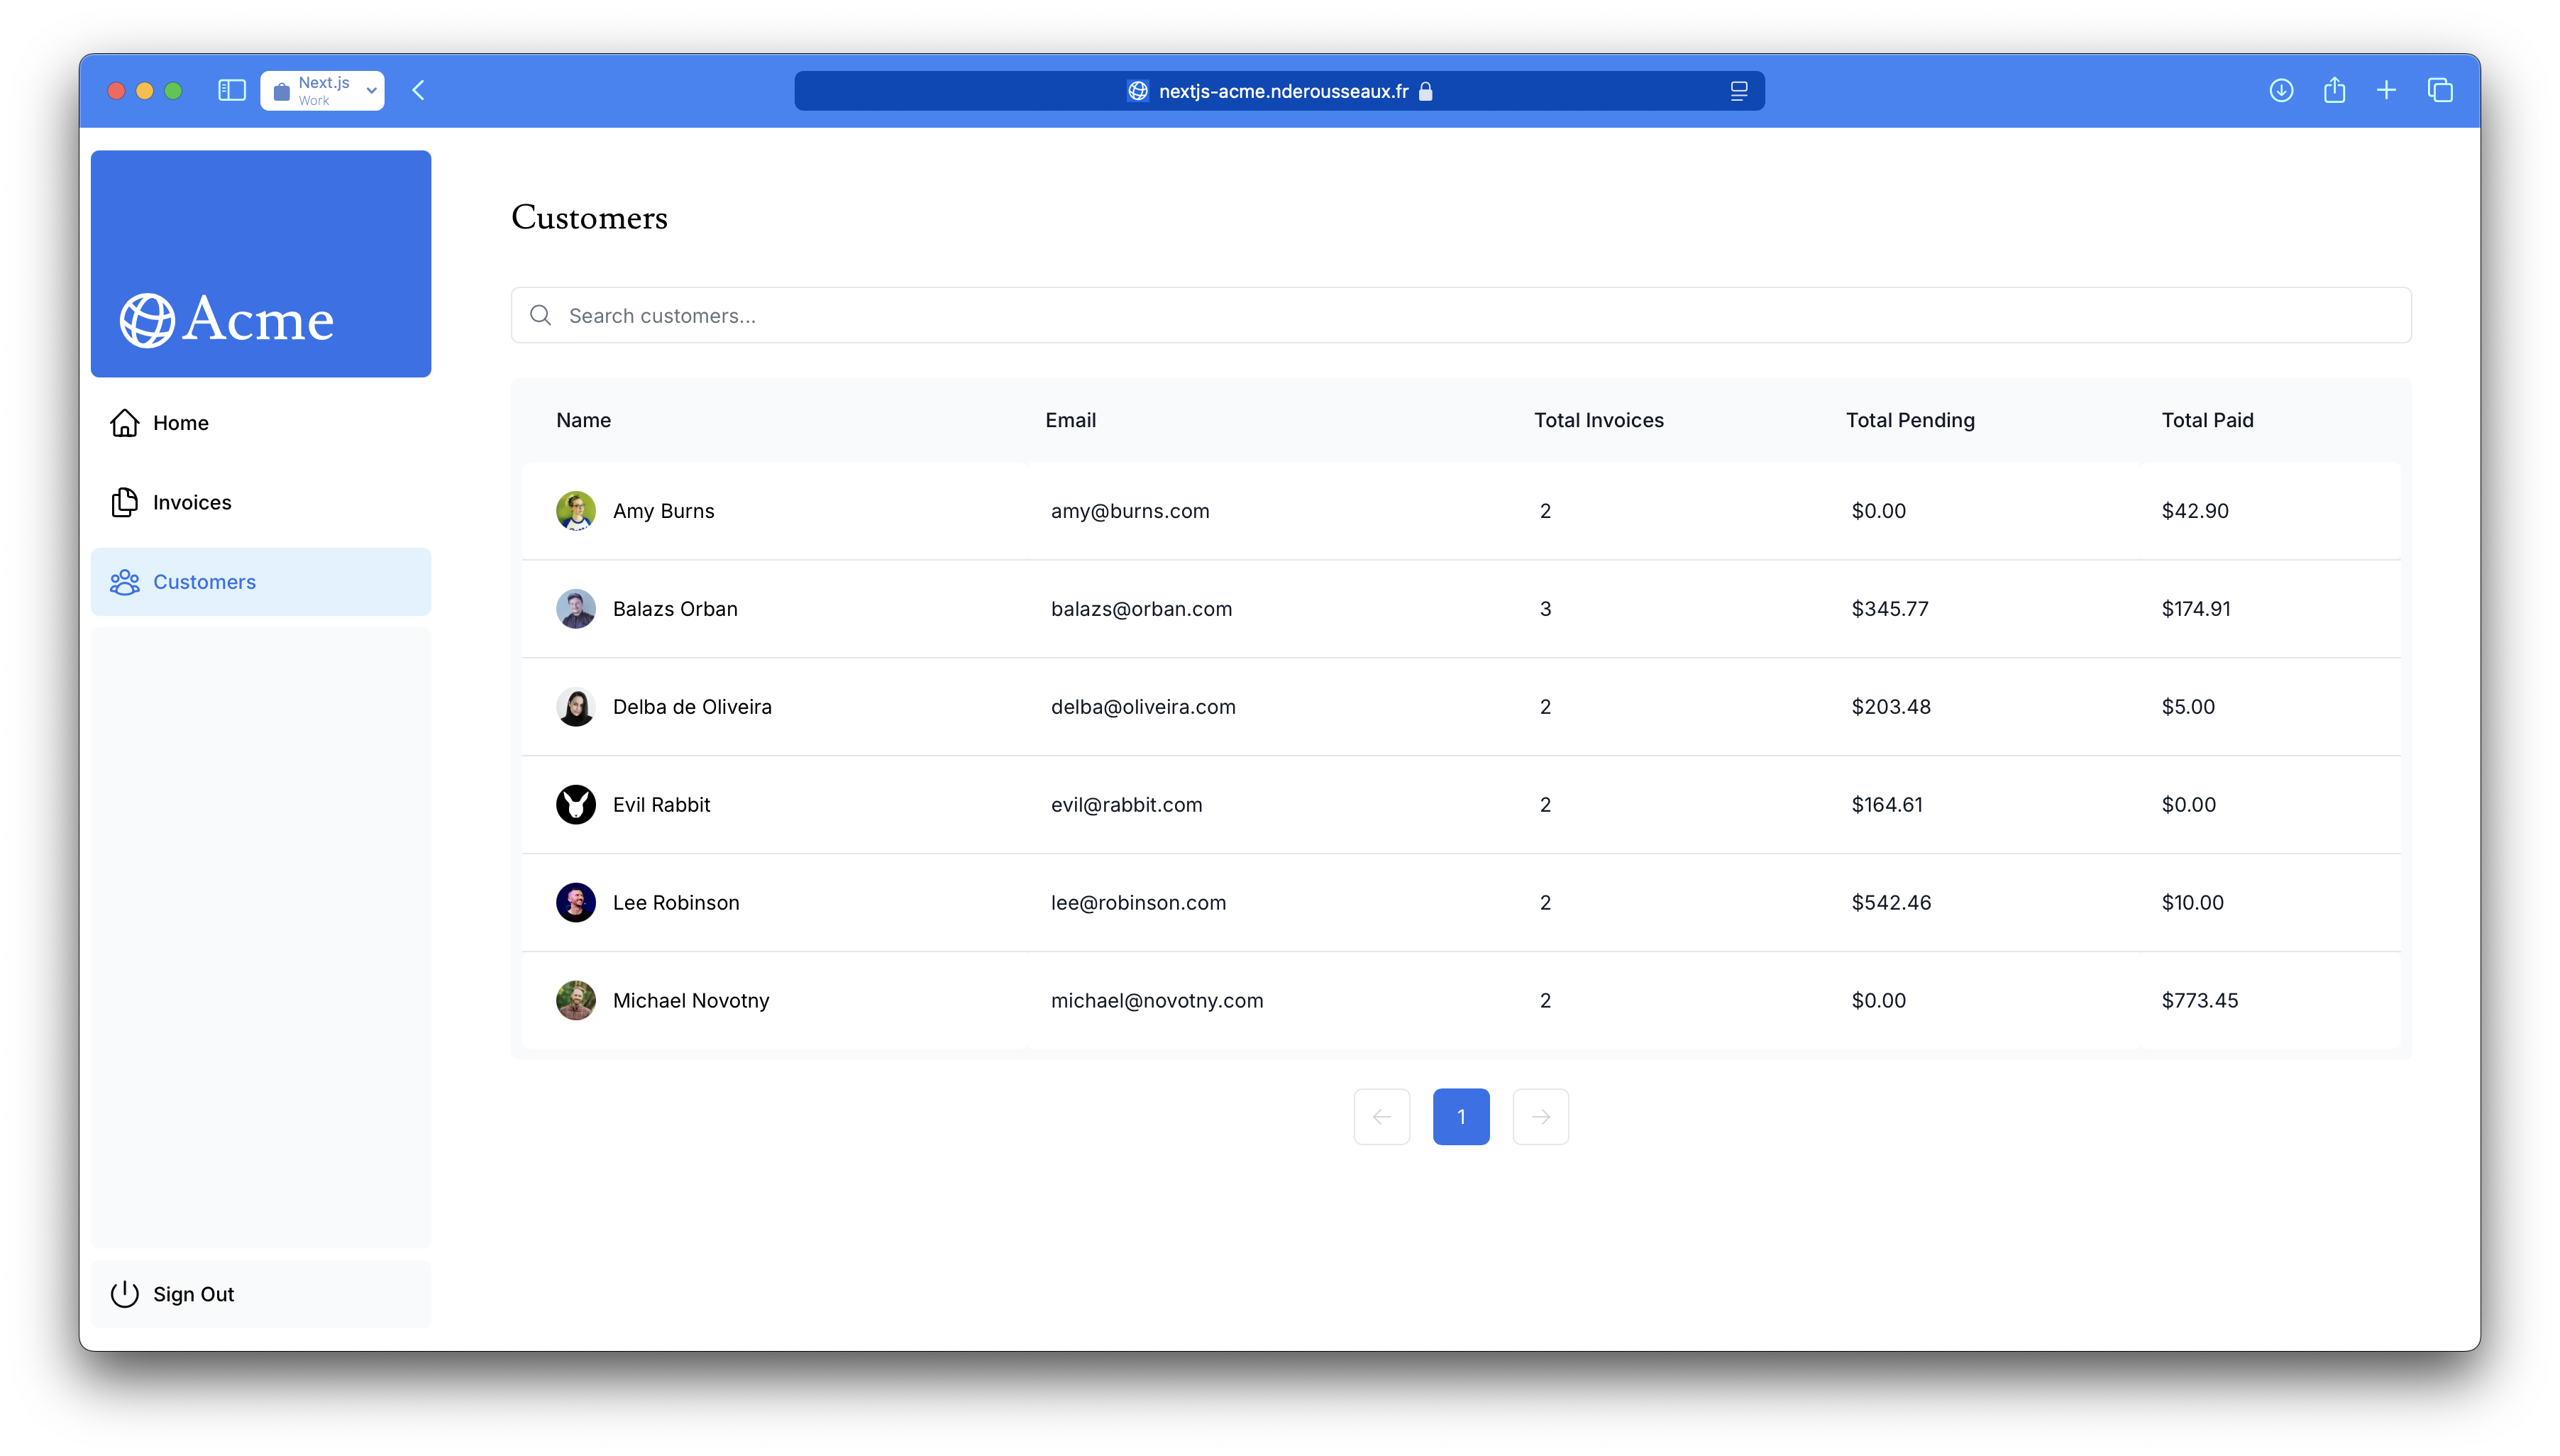 Next.js
Work
nextjs-acme.nderousseaux.fr
Acme
Home
Invoices
Customers
Sign Out
Customers
Search customers...
Name Email Total Invoices Total Pending Total Paid
Amy Burns amy@burns.com 2 $0.00 $42.90
Balazs Orban balazs@orban.com 3 $345.77 $174.91
Delba de Oliveira delba@oliveira.com 2 $203.48 $5.00
Evil Rabbit evil@rabbit.com 2 $164.61 $0.00
Lee Robinson lee@robinson.com 2 $542.46 $10.00
Michael Novotny michael@novotny.com 2 $0.00 $773.45
1